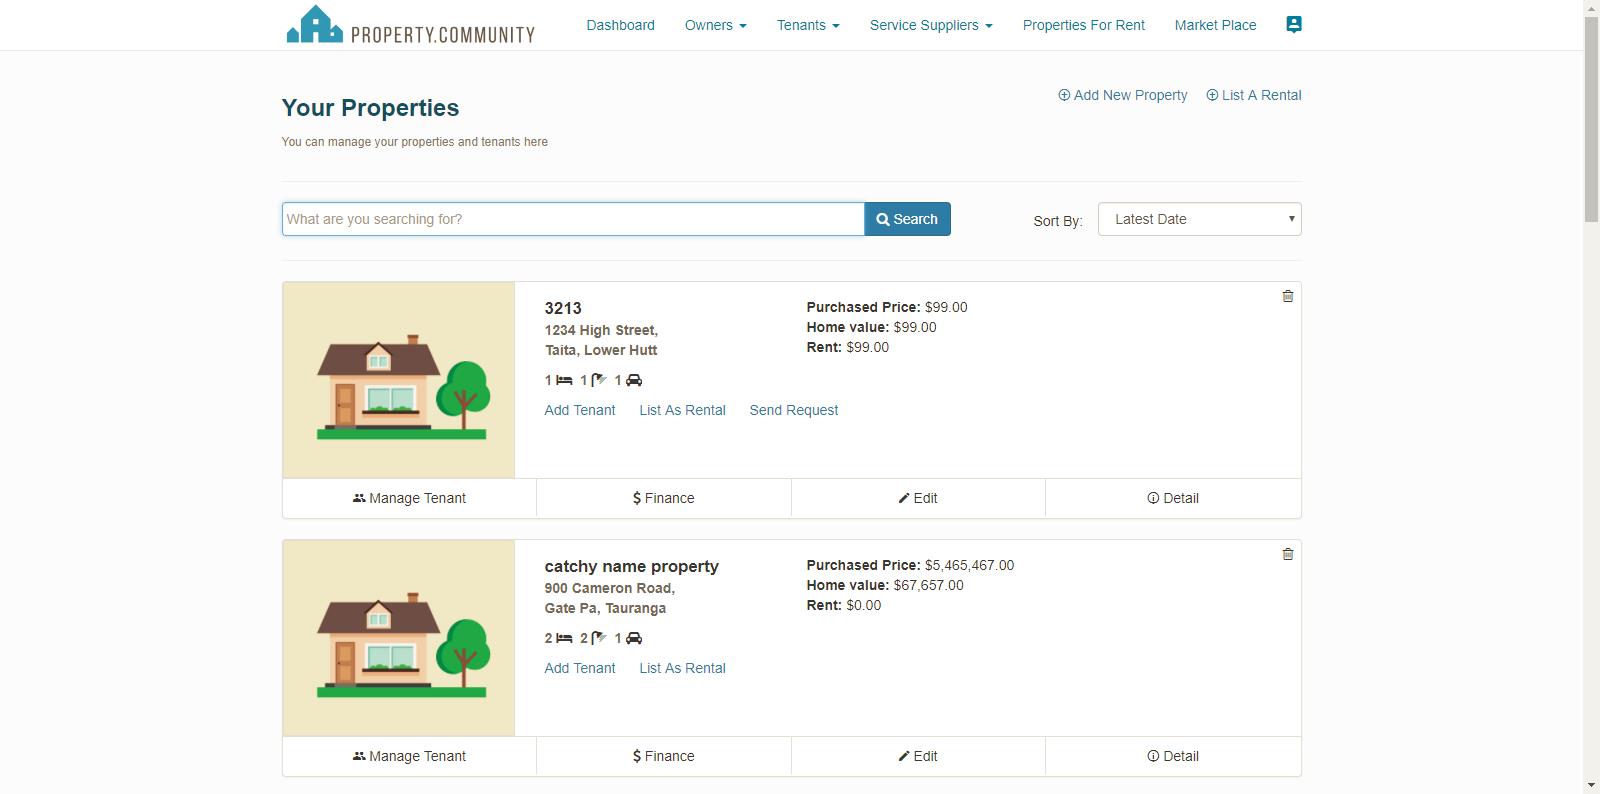 PROPERTY.COMMUNITY
Dashboard Owners Tenants Service Suppliers Properties For Rent Market Place
Your Properties
Add New Property List A Rental
You can manage your properties and tenants here
What are you searching for? Search Sort By: Latest Date
3213
1234 High Street,
Taita, Lower Hutt
1 1 1
Add Tenant List As Rental Send Request
Purchased Price: $99.00
Home value: $99.00
Rent: $99.00
Manage Tenant $ Finance Edit Detail
catchy name property
900 Cameron Road,
Gate Pa, Tauranga
2 2 1
Add Tenant List As Rental
Purchased Price: $5,465,467.00
Home value: $67,657.00
Rent: $0.00
Manage Tenant $ Finance Edit Detail